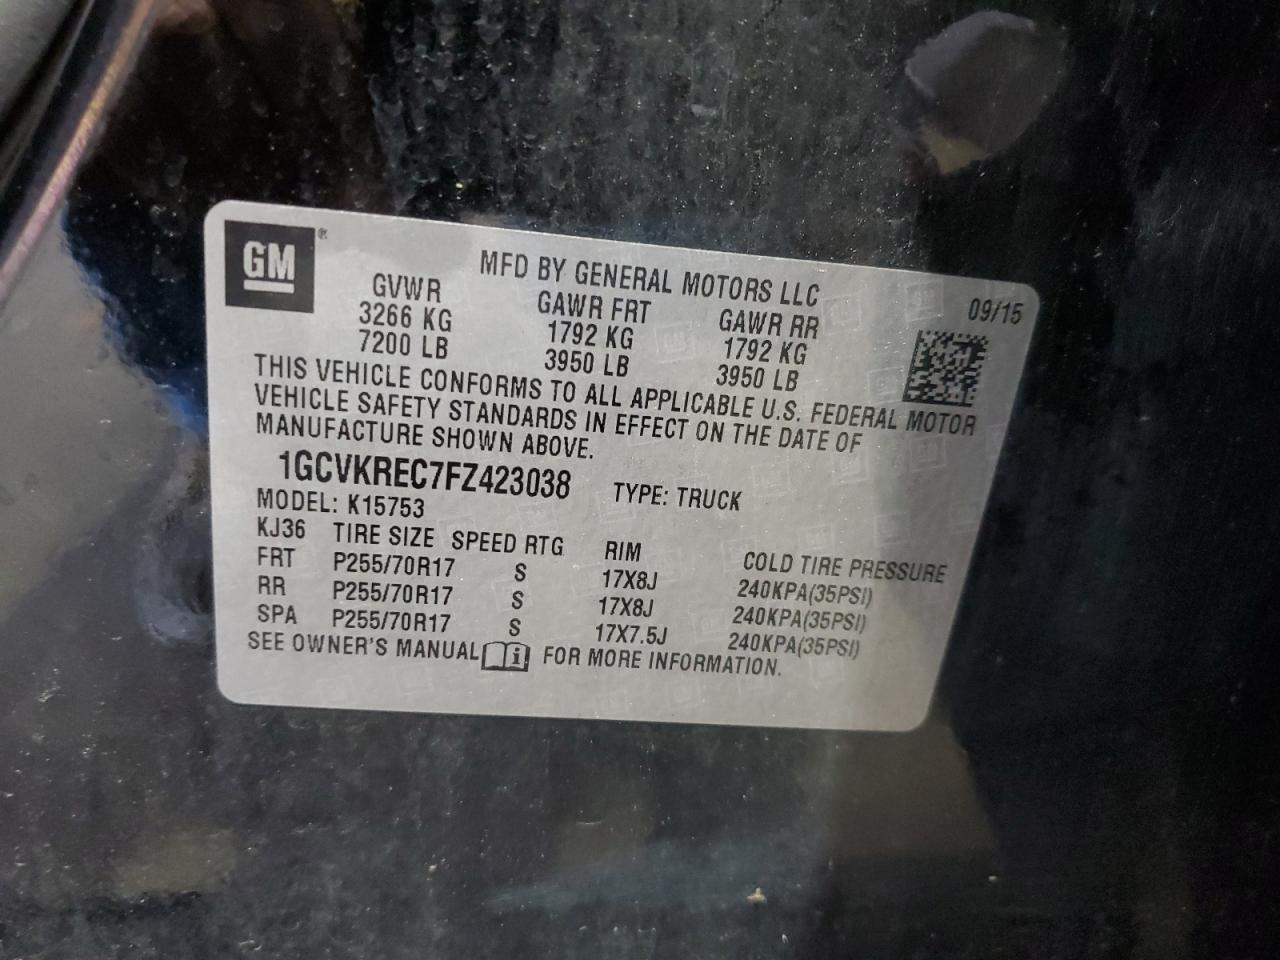 GM®
MFD BY GENERAL MOTORS LLC
09/15
GVWR GAWR FRT GAWR RR
3266 KG 1792 KG 1792 KG
7200 LB 3950 LB 3950 LB
THIS VEHICLE CONFORMS TO ALL APPLICABLE U.S. FEDERAL MOTOR
VEHICLE SAFETY STANDARDS IN EFFECT ON THE DATE OF
MANUFACTURE SHOWN ABOVE.
1GCVKREC7FZ423038 TYPE: TRUCK
MODEL: K15753
KJ36 TIRE SIZE SPEED RTG RIM COLD TIRE PRESSURE
FRT P255/70R17 S 17X8J 240KPA(35PSI)
RR P255/70R17 S 17X8J 240KPA(35PSI)
SPA P255/70R17 S 17X7.5J 240KPA(35PSI)
SEE OWNER'S MANUAL i FOR MORE INFORMATION.